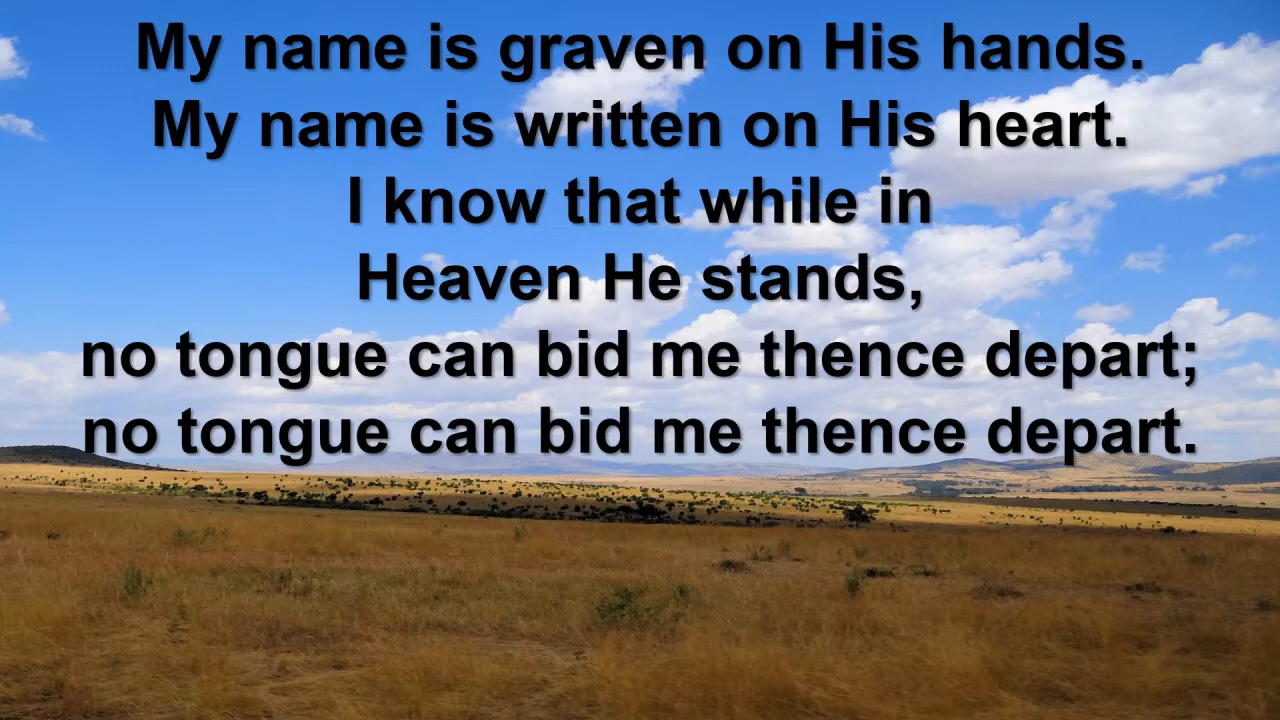 My name is graven on His hands.
My name is written on His heart.
I know that while in
Heaven He stands,
no tongue can bid me thence depart;
no tongue can bid me thence depart.